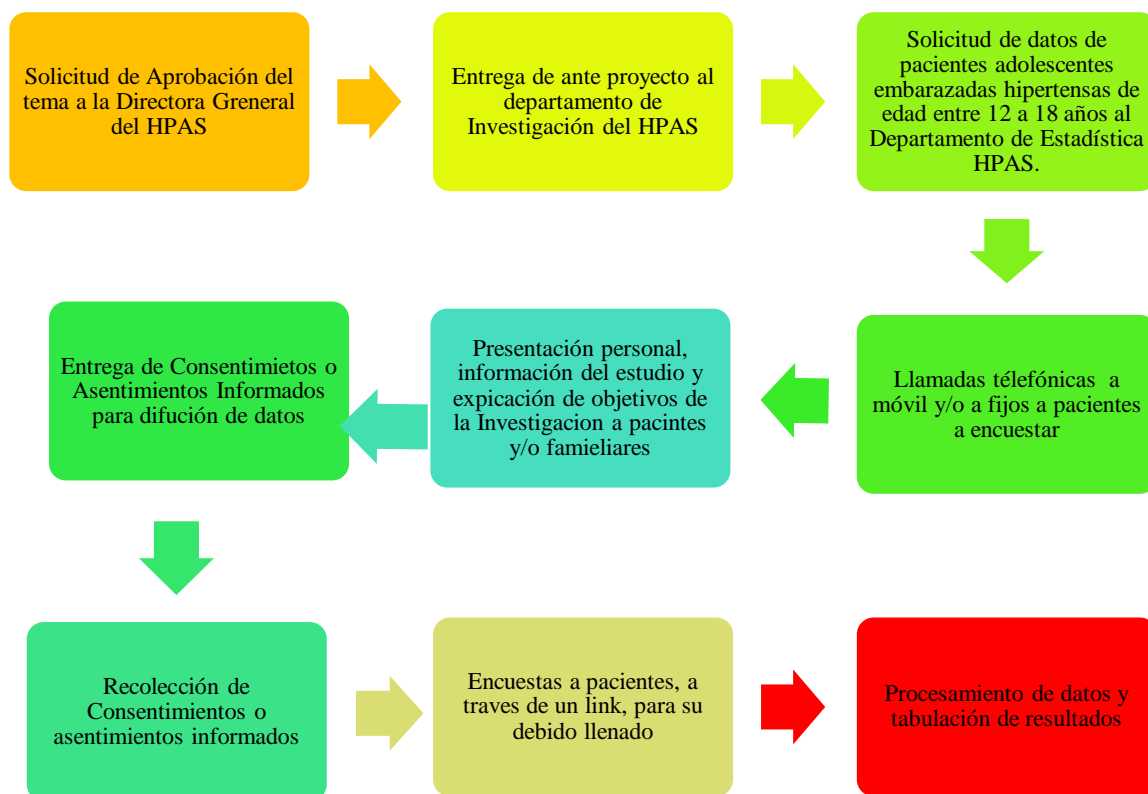 Solicitud de Aprobación del
tema a la Directora Greneral
del HPAS
Entrega de ante proyecto al
departamento de
Investigación del HPAS
Solicitud de datos de
pacientes adolescentes
embarazadas hipertensas de
edad entre 12 a 18 años al
Departamento de Estadística
HPAS.
Llamadas télefónicas a
móvil y/o a fijos a pacientes
a encuestar
Presentación personal,
información del estudio y
expicación de objetivos de
la Investigacion a pacintes
y/o famieliares
Entrega de Consentimietos o
Asentimientos Informados
para difución de datos
Recolección de
Consentimientos o
asentimientos informados
Encuestas a pacientes, a
traves de un link, para su
debido llenado
Procesamiento de datos y
tabulación de resultados